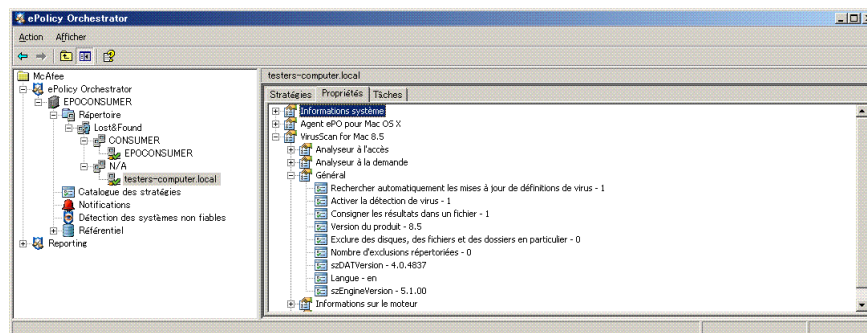 ePolicy Orchestrator
Action Afficher
McAfee
ePolicy Orchestrator
EPOCONSUMER
Répertoire
Lost&Found
CONSUMER
EPOCONSUMER
N/A
testers-computer.local
Catalogue des stratégies
Notifications
Détection des systèmes non fiables
Référentiel
Reporting
testers-computer.local
Stratégies Propriétés Tâches
Informations système
Agent ePO pour Mac OS X
VirusScan for Mac 8.5
Analyseur à l'accès
Analyseur à la demande
Général
Rechercher automatiquement les mises à jour de définitions de virus - 1
Activer la détection de virus - 1
Consigner les résultats dans un fichier - 1
Version du produit - 8.5
Exclure des disques, des fichiers et des dossiers en particulier - 0
Nombre d'exclusions répertoriées - 0
szDATVersion - 4.0.4837
Langue - en
szEngineVersion - 5.1.00
Informations sur le moteur